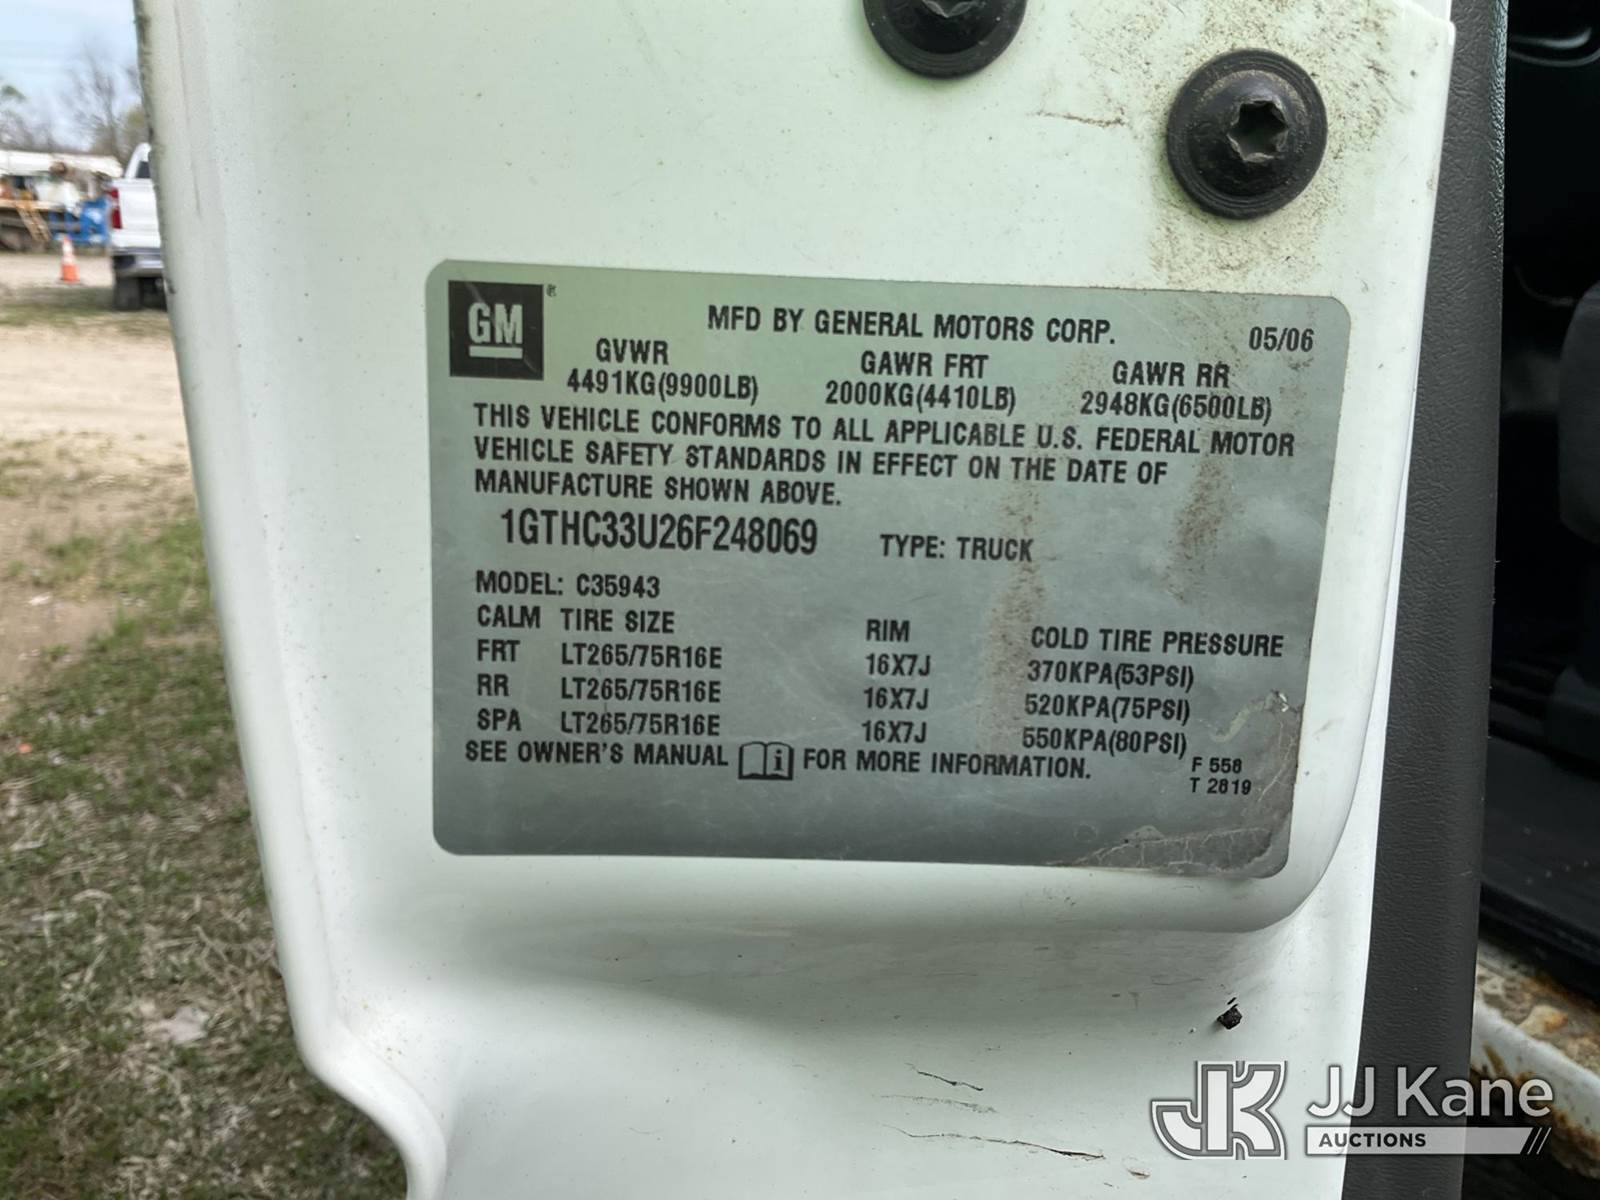 GM
MFD BY GENERAL MOTORS CORP. 05/06
GVWR GAWR FRT GAWR RR
4491KG(9900LB) 2000KG(4410LB) 2948KG(6500LB)
THIS VEHICLE CONFORMS TO ALL APPLICABLE U.S. FEDERAL MOTOR
VEHICLE SAFETY STANDARDS IN EFFECT ON THE DATE OF
MANUFACTURE SHOWN ABOVE.
1GTHC33U26F248069 TYPE: TRUCK
MODEL: C35943
CALM TIRE SIZE RIM COLD TIRE PRESSURE
FRT LT265/75R16E 16X7J 370KPA(53PSI)
RR LT265/75R16E 16X7J 520KPA(75PSI)
SPA LT265/75R16E 16X7J 550KPA(80PSI)
SEE OWNER'S MANUAL i FOR MORE INFORMATION.
F 558
T 2819
JK JJ Kane
AUCTIONS